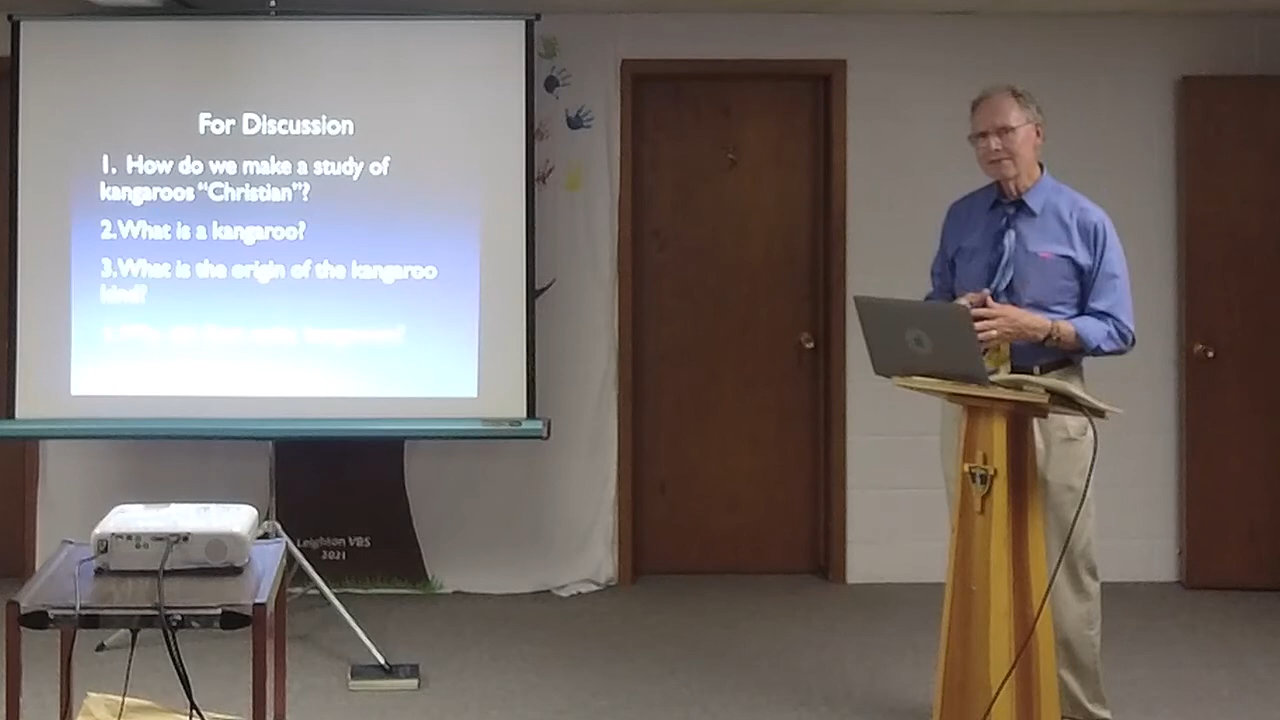 For Discussion
1. How do we make a study of
kangaroos "Christian"?
2.What is a kangaroo?
3.What is the origin of the kangaroo
kind?
Leighton VBS
2021